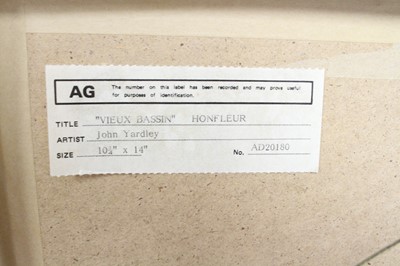 AG
The number on this label has been recorded and may prove useful
for purposes of identification.
TITLE "VIEUX BASSIN" HONFLEUR
ARTIST John Yardley
SIZE 10½" x 14" No. AD20180